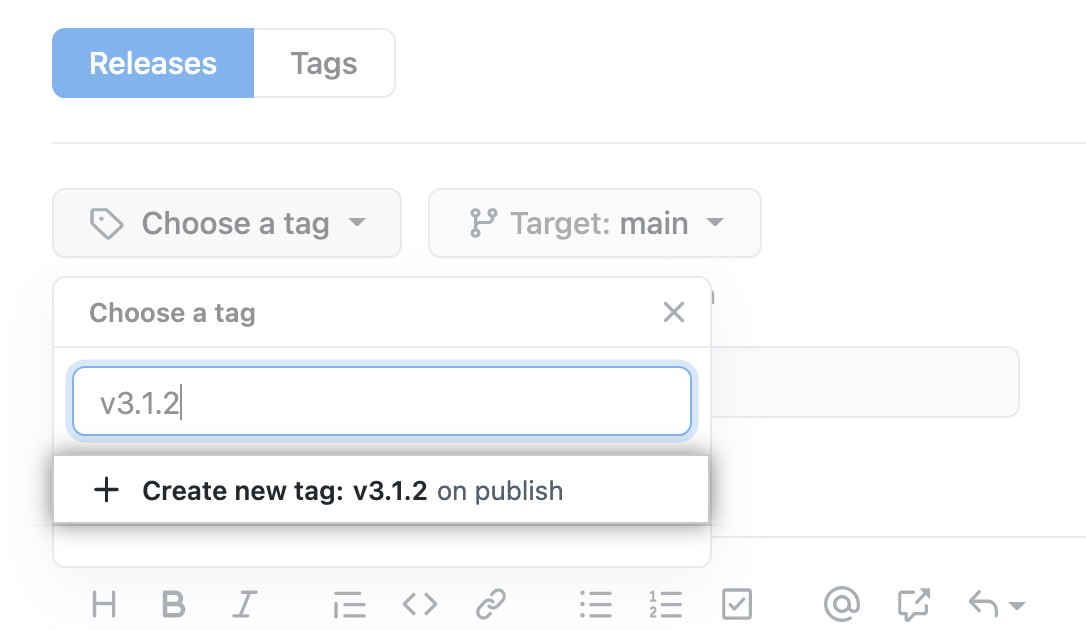 Releases Tags
Choose a tag Target: main
Choose a tag
v3.1.2
Create new tag: v3.1.2 on publish